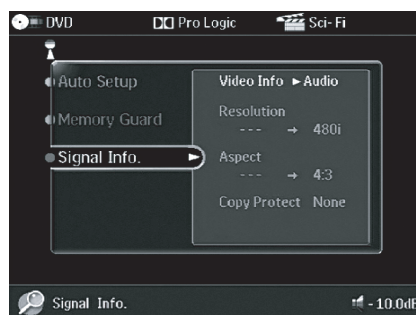 DVD Pro Logic Sci-Fi
Auto Setup
Memory Guard
Signal Info.
Video Info ►Audio
Resolution
--- → 480i
Aspect
--- → 4:3
Copy Protect None
Signal Info.
-10.0dB